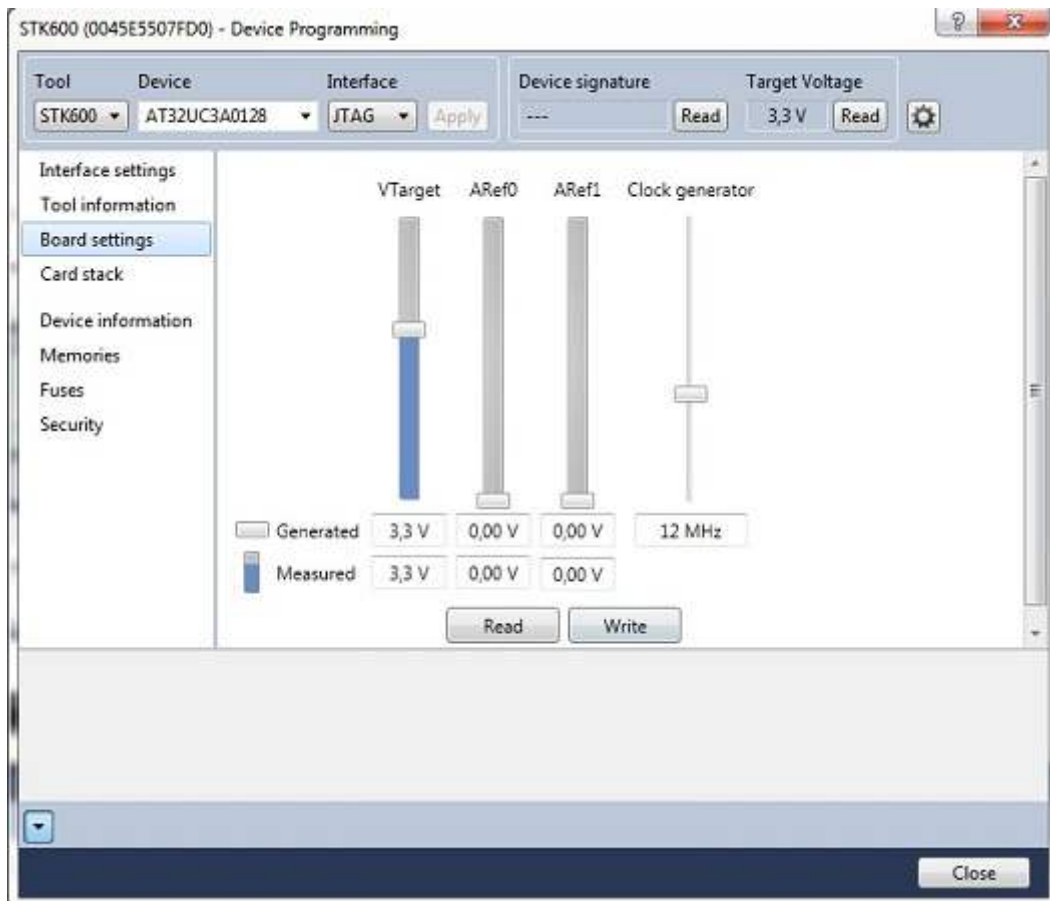 STK600 (0045E5507FD0) - Device Programming
Tool Device Interface Device signature Target Voltage
STK600 AT32UC3A0128 JTAG Apply --- Read 3,3 V Read
Interface settings
Tool information
Board settings
Card stack
Device information
Memories
Fuses
Security
VTarget ARef0 ARef1 Clock generator
Generated 3,3 V 0,00 V 0,00 V 12 MHz
Measured 3,3 V 0,00 V 0,00 V
Read Write
Close